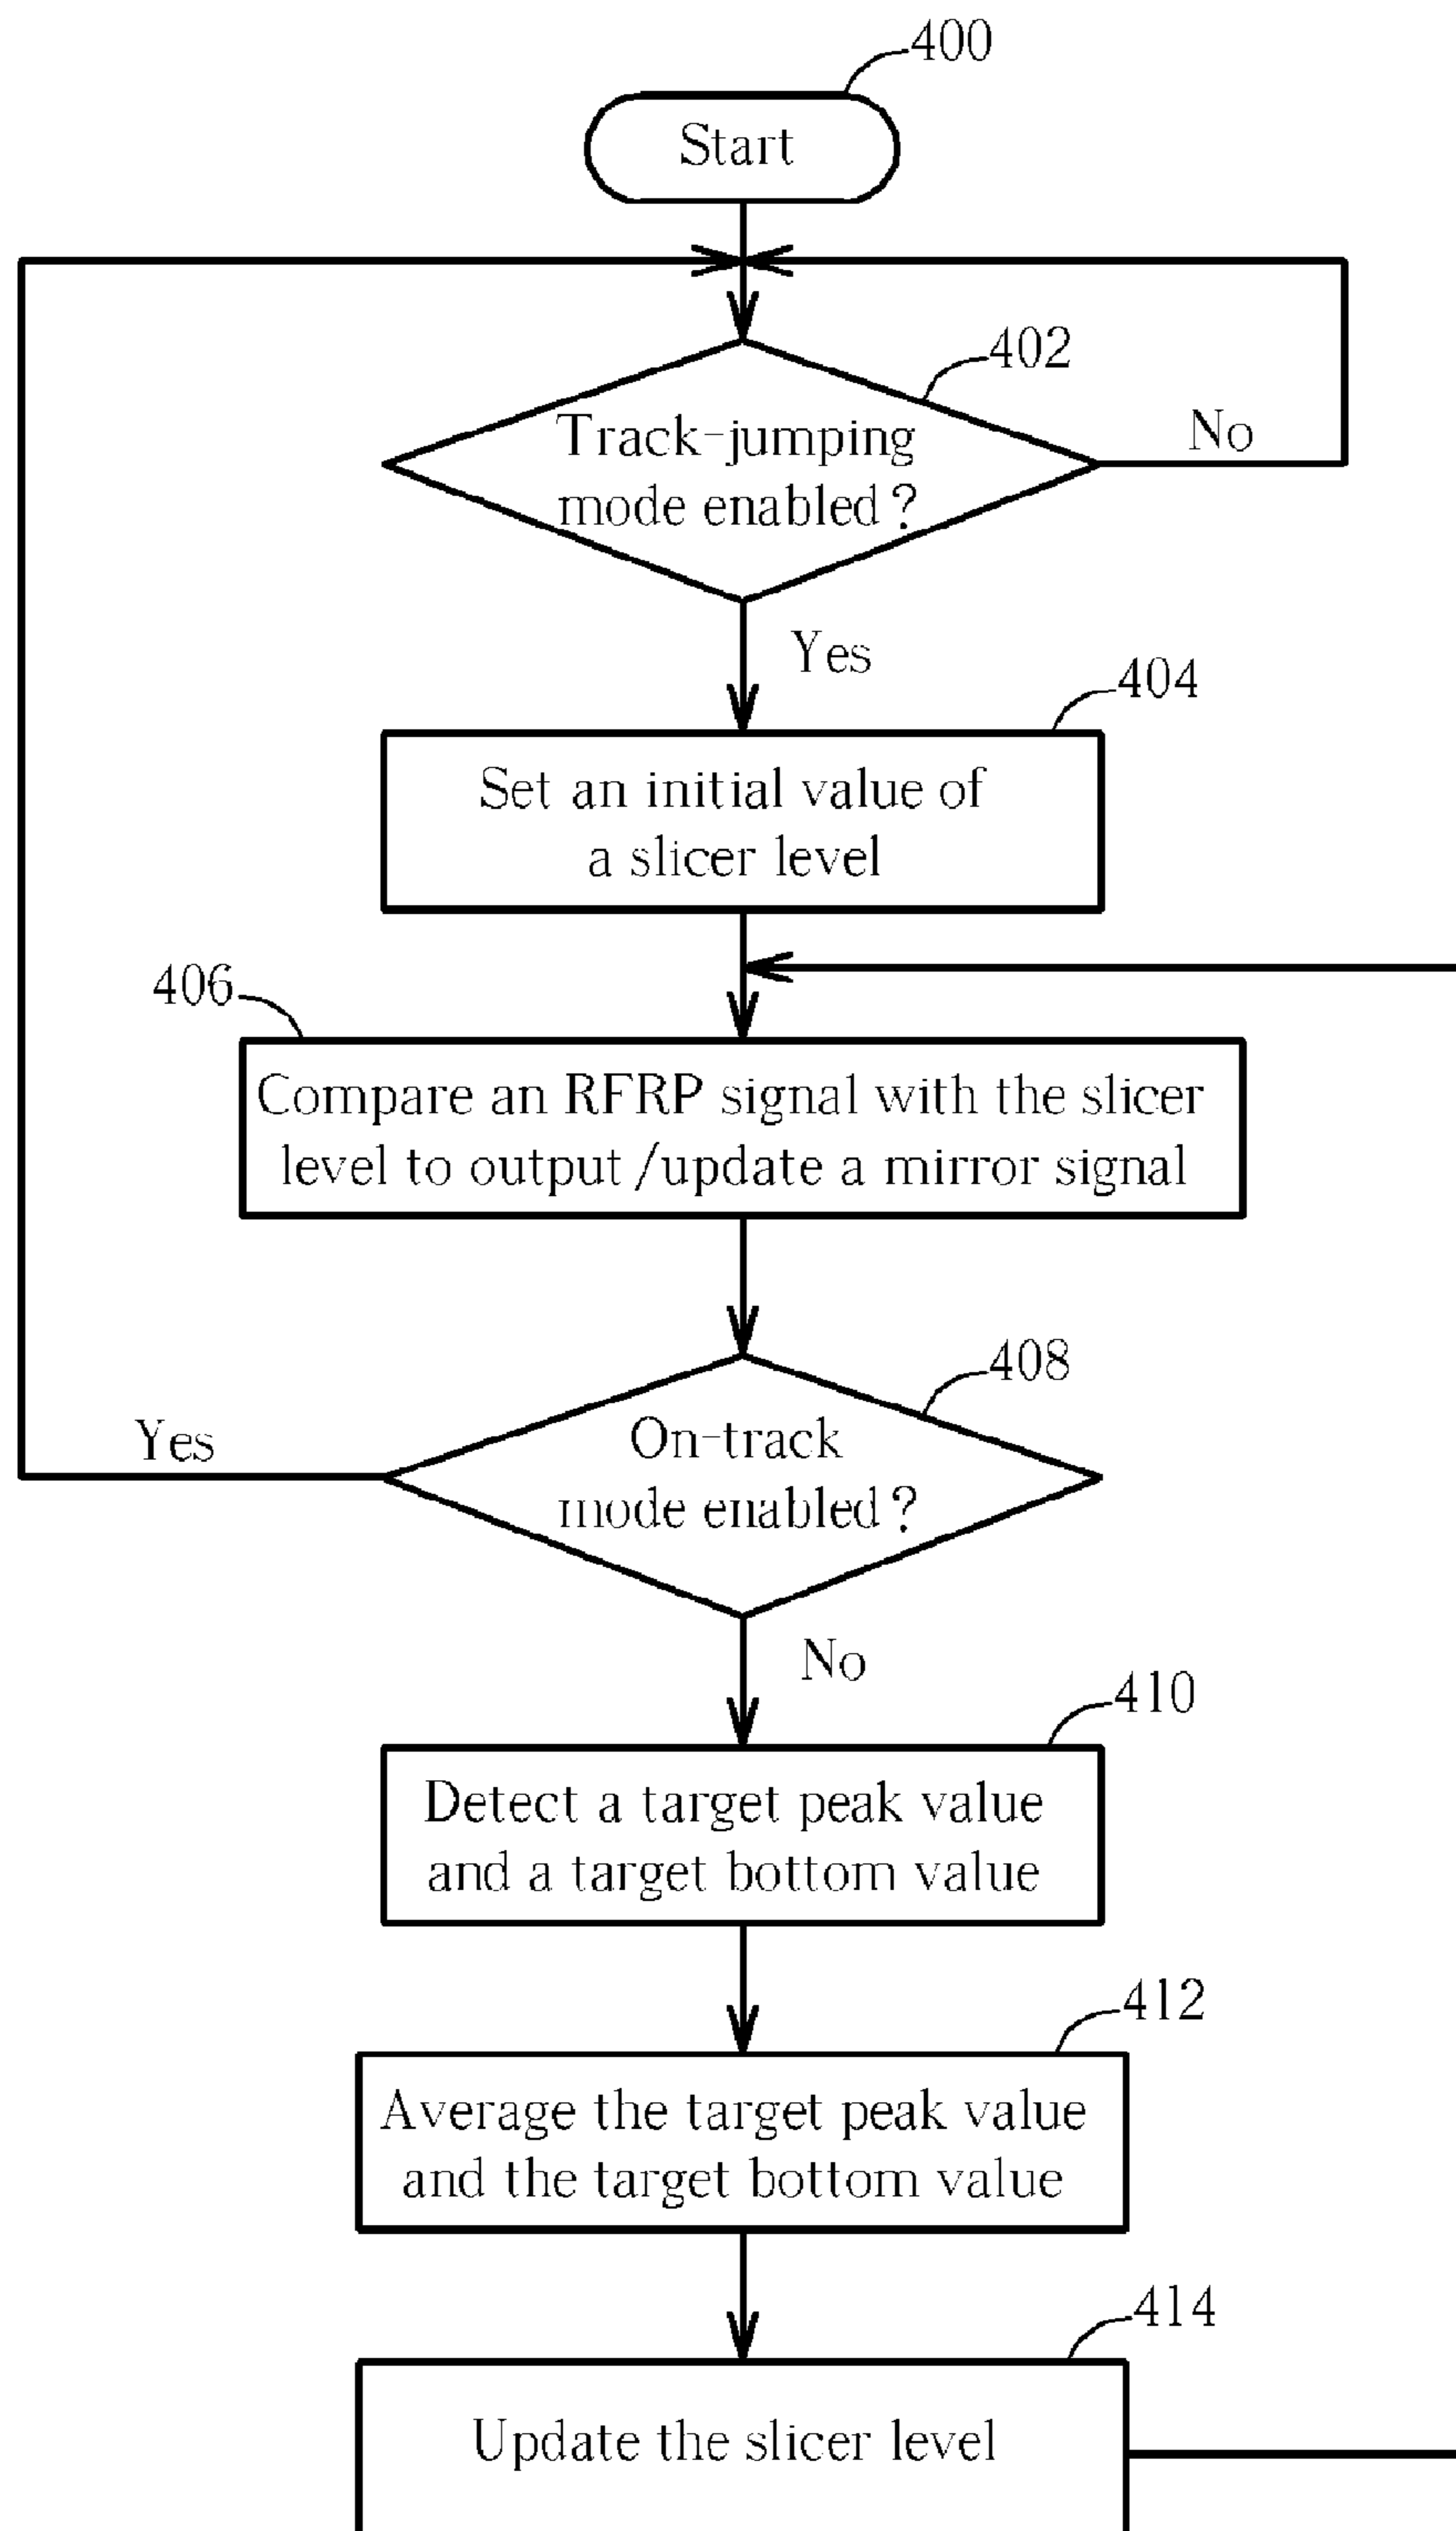 400
Start
402
Track-jumping
mode enabled?
No
Yes
404
Set an initial value of
a slicer level
406
Compare an RFRP signal with the slicer
level to output/update a mirror signal
408
On-track
mode enabled?
Yes
No
410
Detect a target peak value
and a target bottom value
412
Average the target peak value
and the target bottom value
414
Update the slicer level